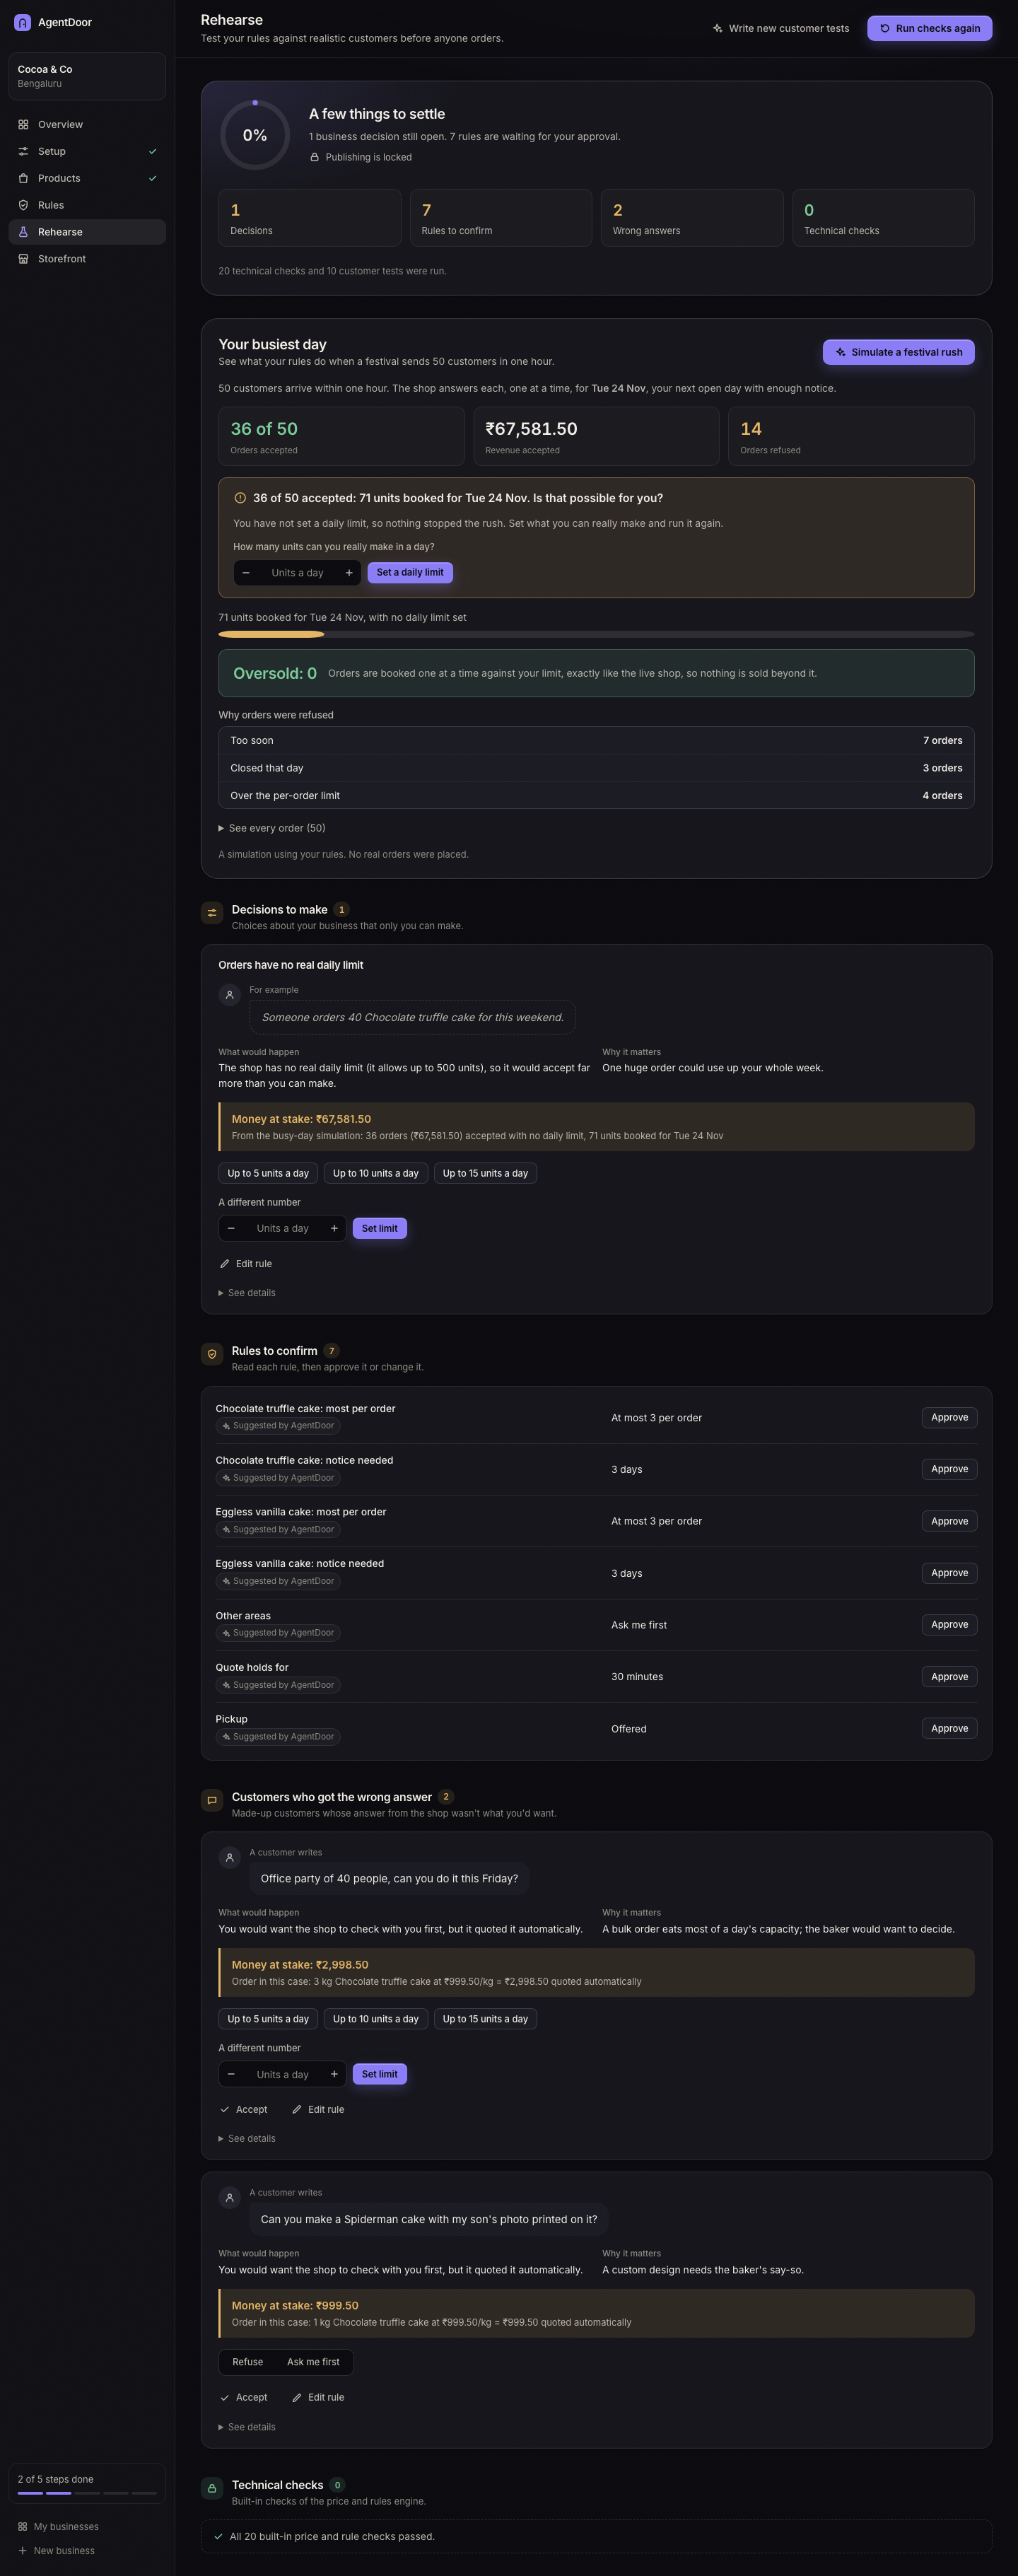 AgentDoor
Cocoa & Co
Bengaluru
Overview
Setup
Products
Rules
Rehearse
Storefront
Rehearse
Test your rules against realistic customers before anyone orders.
Write new customer tests
Run checks again
0%
A few things to settle
1 business decision still open. 7 rules are waiting for your approval.
Publishing is locked
1
Decisions
7
Rules to confirm
2
Wrong answers
0
Technical checks
20 technical checks and 10 customer tests were run.
Your busiest day
See what your rules do when a festival sends 50 customers in one hour.
Simulate a festival rush
50 customers arrive within one hour. The shop answers each, one at a time, for Tue 24 Nov, your next open day with enough notice.
36 of 50
Orders accepted
₹67,581.50
Revenue accepted
14
Orders refused
36 of 50 accepted: 71 units booked for Tue 24 Nov. Is that possible for you?
You have not set a daily limit, so nothing stopped the rush. Set what you can really make and run it again.
How many units can you really make in a day?
− Units a day +
Set a daily limit
71 units booked for Tue 24 Nov, with no daily limit set
Oversold: 0
Orders are booked one at a time against your limit, exactly like the live shop, so nothing is sold beyond it.
Why orders were refused
Too soon 7 orders
Closed that day 3 orders
Over the per-order limit 4 orders
See every order (50)
A simulation using your rules. No real orders were placed.
Decisions to make 1
Choices about your business that only you can make.
Orders have no real daily limit
For example
Someone orders 40 Chocolate truffle cake for this weekend.
What would happen
The shop has no real daily limit (it allows up to 500 units), so it would accept far
more than you can make.
Why it matters
One huge order could use up your whole week.
Money at stake: ₹67,581.50
From the busy-day simulation: 36 orders (₹67,581.50) accepted with no daily limit, 71 units booked for Tue 24 Nov
Up to 5 units a day
Up to 10 units a day
Up to 15 units a day
A different number
− Units a day +
Set limit
Edit rule
See details
Rules to confirm 7
Read each rule, then approve it or change it.
Chocolate truffle cake: most per order
Suggested by AgentDoor
At most 3 per order
Approve
Chocolate truffle cake: notice needed
Suggested by AgentDoor
3 days
Approve
Eggless vanilla cake: most per order
Suggested by AgentDoor
At most 3 per order
Approve
Eggless vanilla cake: notice needed
Suggested by AgentDoor
3 days
Approve
Other areas
Suggested by AgentDoor
Ask me first
Approve
Quote holds for
Suggested by AgentDoor
30 minutes
Approve
Pickup
Suggested by AgentDoor
Offered
Approve
Customers who got the wrong answer 2
Made-up customers whose answer from the shop wasn't what you'd want.
A customer writes
Office party of 40 people, can you do it this Friday?
What would happen
You would want the shop to check with you first, but it quoted it automatically.
Why it matters
A bulk order eats most of a day's capacity; the baker would want to decide.
Money at stake: ₹2,998.50
Order in this case: 3 kg Chocolate truffle cake at ₹999.50/kg = ₹2,998.50 quoted automatically
Up to 5 units a day
Up to 10 units a day
Up to 15 units a day
A different number
− Units a day +
Set limit
Accept
Edit rule
See details
A customer writes
Can you make a Spiderman cake with my son's photo printed on it?
What would happen
You would want the shop to check with you first, but it quoted it automatically.
Why it matters
A custom design needs the baker's say-so.
Money at stake: ₹999.50
Order in this case: 1 kg Chocolate truffle cake at ₹999.50/kg = ₹999.50 quoted automatically
Refuse
Ask me first
Accept
Edit rule
See details
Technical checks 0
Built-in checks of the price and rules engine.
All 20 built-in price and rule checks passed.
2 of 5 steps done
My businesses
New business